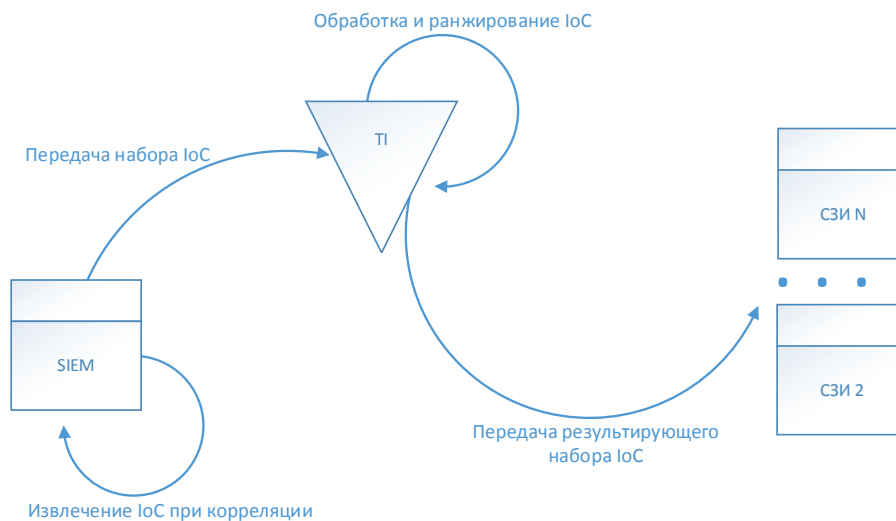 Обработка и ранжирование IoC
TI
Передача набора IoC
СЗИ N
SIEM
СЗИ 2
Передача результирующего
набора IoC
Извлечение IoC при корреляции